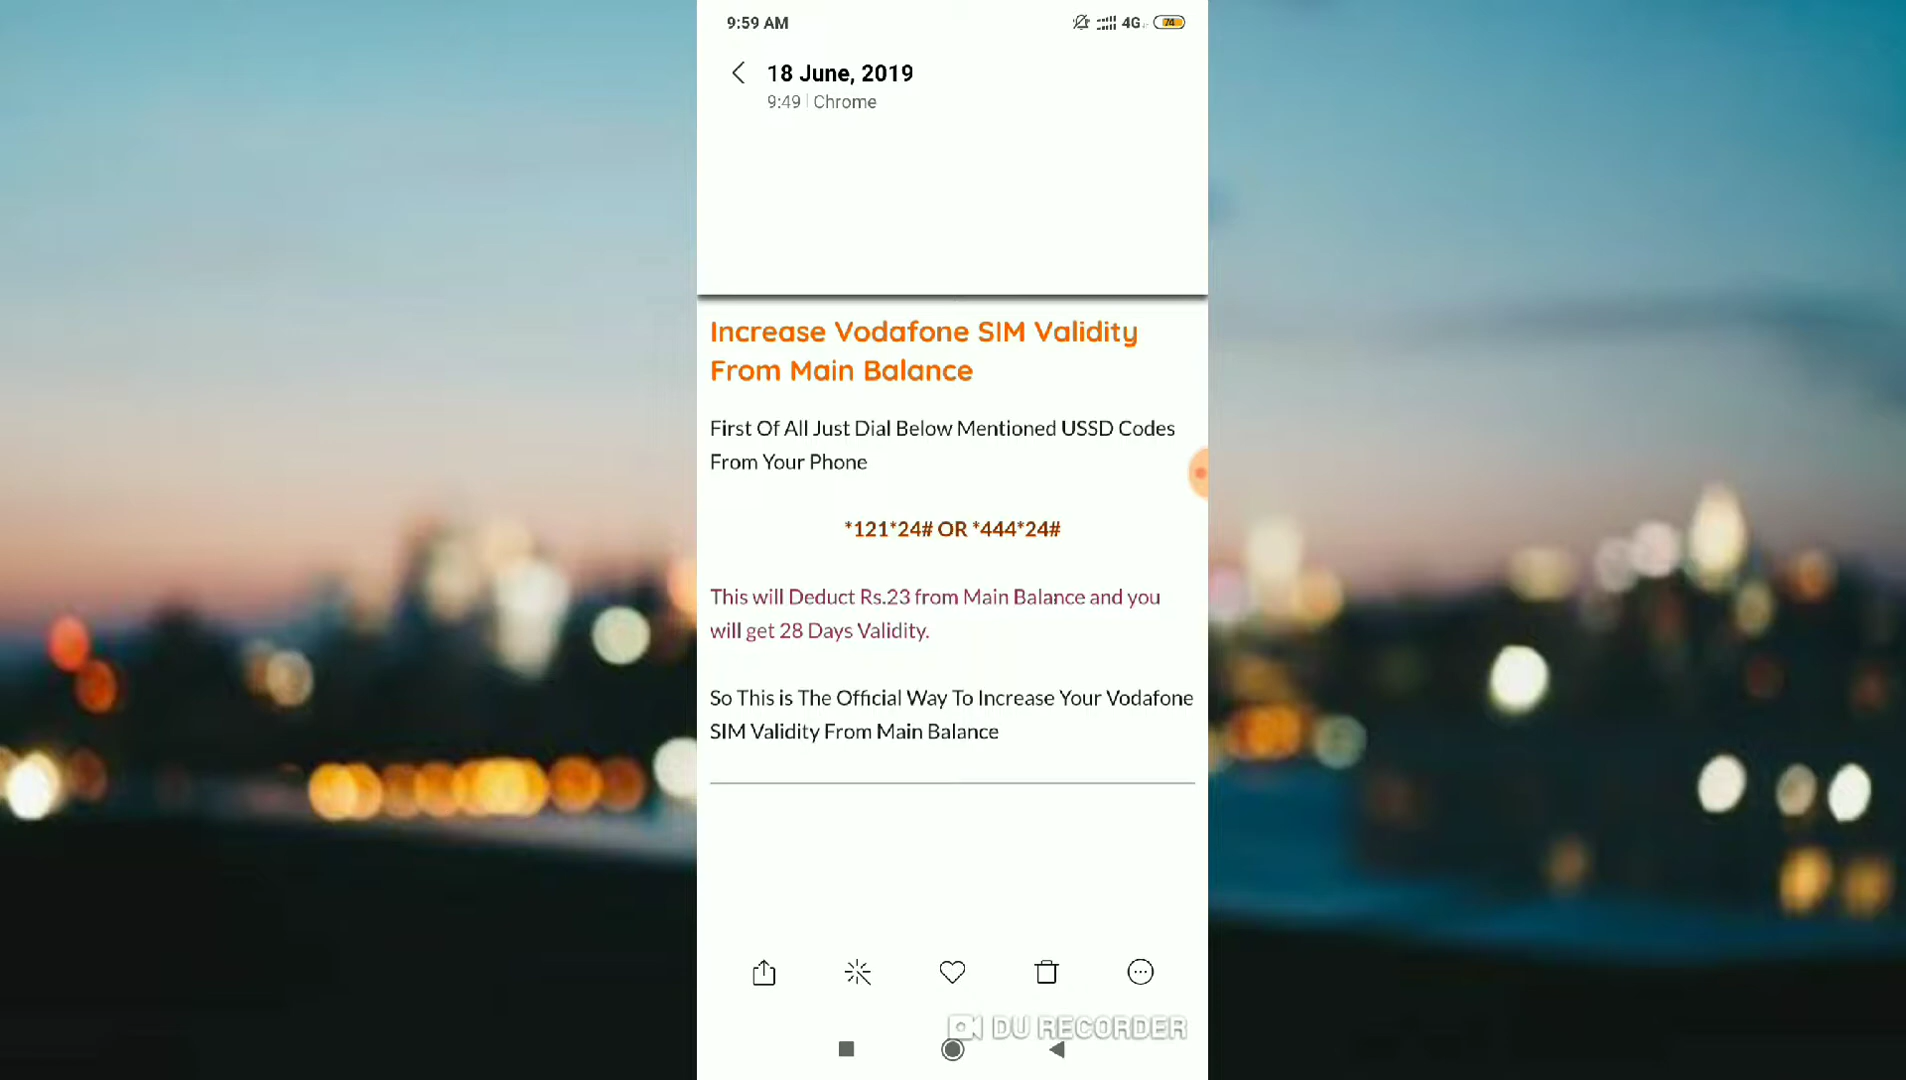 9:59 AM
4G
74
18 June, 2019
9:49 | Chrome
Increase Vodafone SIM Validity
From Main Balance
First Of All Just Dial Below Mentioned USSD Codes
From Your Phone
*121*24# OR *444*24#
This will Deduct Rs.23 from Main Balance and you
will get 28 Days Validity.
So This is The Official Way To Increase Your Vodafone
SIM Validity From Main Balance
DU RECORDER